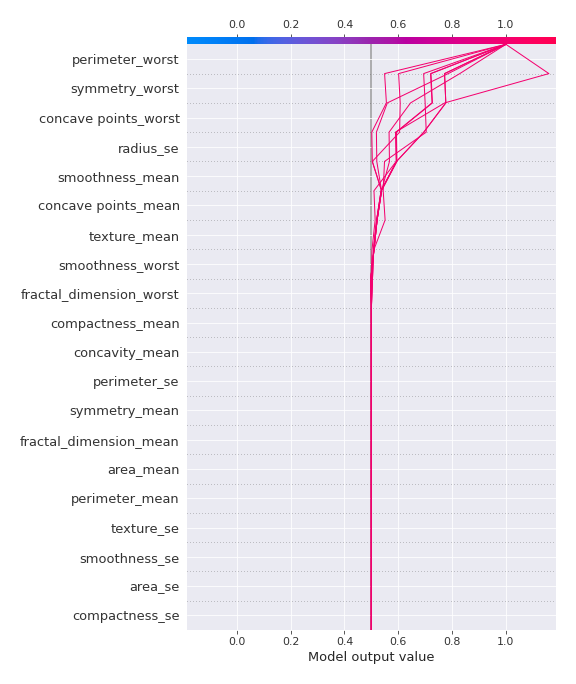 0.0 0.2 0.4 0.6 0.8 1.0
perimeter_worst
symmetry_worst
concave points_worst
radius_se
smoothness_mean
concave points_mean
texture_mean
smoothness_worst
fractal_dimension_worst
compactness_mean
concavity_mean
perimeter_se
symmetry_mean
fractal_dimension_mean
area_mean
perimeter_mean
texture_se
smoothness_se
area_se
compactness_se
0.0 0.2 0.4 0.6 0.8 1.0
Model output value